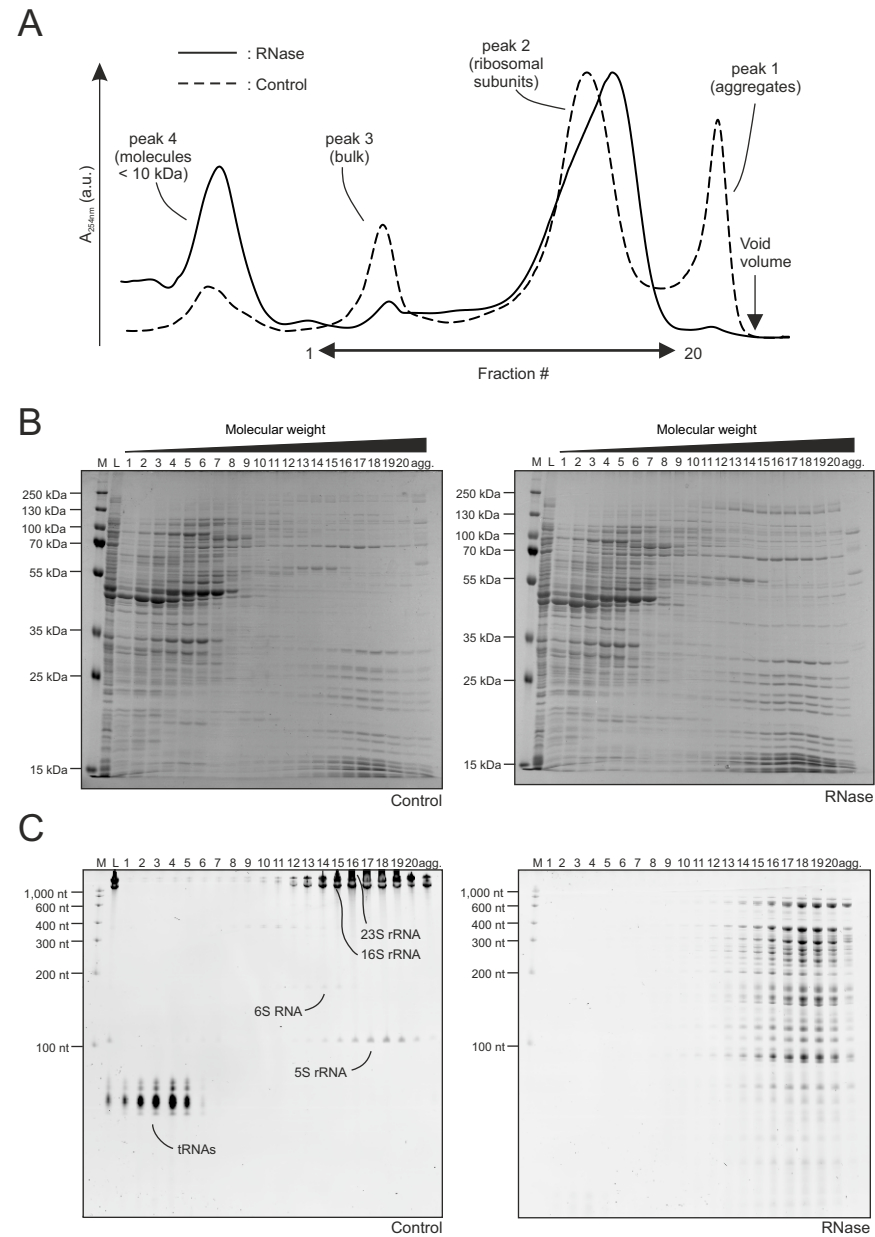 A
: RNase
: Control
peak 2
(ribosomal
subunits)
peak 1
(aggregates)
peak 4
(molecules
< 10 kDa)
peak 3
(bulk)
A254nm (a.u.)
Void
volume
1
20
Fraction #
B
Molecular weight
M L 1 2 3 4 5 6 7 8 9 10 11 12 13 14 15 16 17 18 19 20 agg.
250 kDa
130 kDa
100 kDa
70 kDa
55 kDa
35 kDa
25 kDa
15 kDa
Control
Molecular weight
M L 1 2 3 4 5 6 7 8 9 10 11 12 13 14 15 16 17 18 19 20 agg.
250 kDa
130 kDa
100 kDa
70 kDa
55 kDa
35 kDa
25 kDa
15 kDa
RNase
C
M L 1 2 3 4 5 6 7 8 9 10 11 12 13 14 15 16 17 18 19 20 agg.
1,000 nt
600 nt
400 nt
300 nt
200 nt
100 nt
23S rRNA
16S rRNA
6S RNA
5S rRNA
tRNAs
Control
M 1 2 3 4 5 6 7 8 9 10 11 12 13 14 15 16 17 18 19 20 agg.
1,000 nt
600 nt
400 nt
300 nt
200 nt
100 nt
RNase